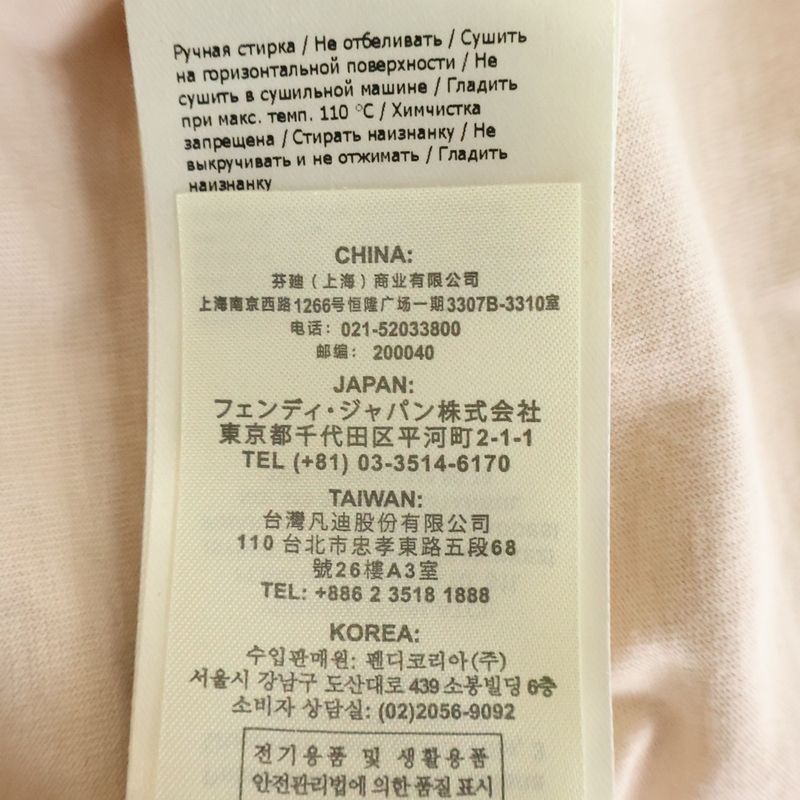 Ручная стирка / Не отбеливать / Сушить
на горизонтальной поверхности / Не
сушить в сушильной машине / Гладить
при макс. темп. 110 °C / Химчистка
запрещена / Стирать наизнанку / Не
выкручивать и не отжимать / Гладить
наизнанку
CHINA:
芬迪（上海）商业有限公司
上海南京西路1266号恒隆广场一期3307B-3310室
电话：021-52033800
邮编：200040
JAPAN:
フェンディ・ジャパン株式会社
東京都千代田区平河町2-1-1
TEL (+81) 03-3514-6170
TAIWAN:
台灣凡迪股份有限公司
110 台北市忠孝東路五段68
號26樓A3室
TEL: +886 2 3518 1888
KOREA:
수입판매원: 펜디코리아(주)
서울시 강남구 도산대로 439 소봉빌딩 6층
소비자 상담실: (02)2056-9092
전기용품 및 생활용품
안전관리법에 의한 품질 표시